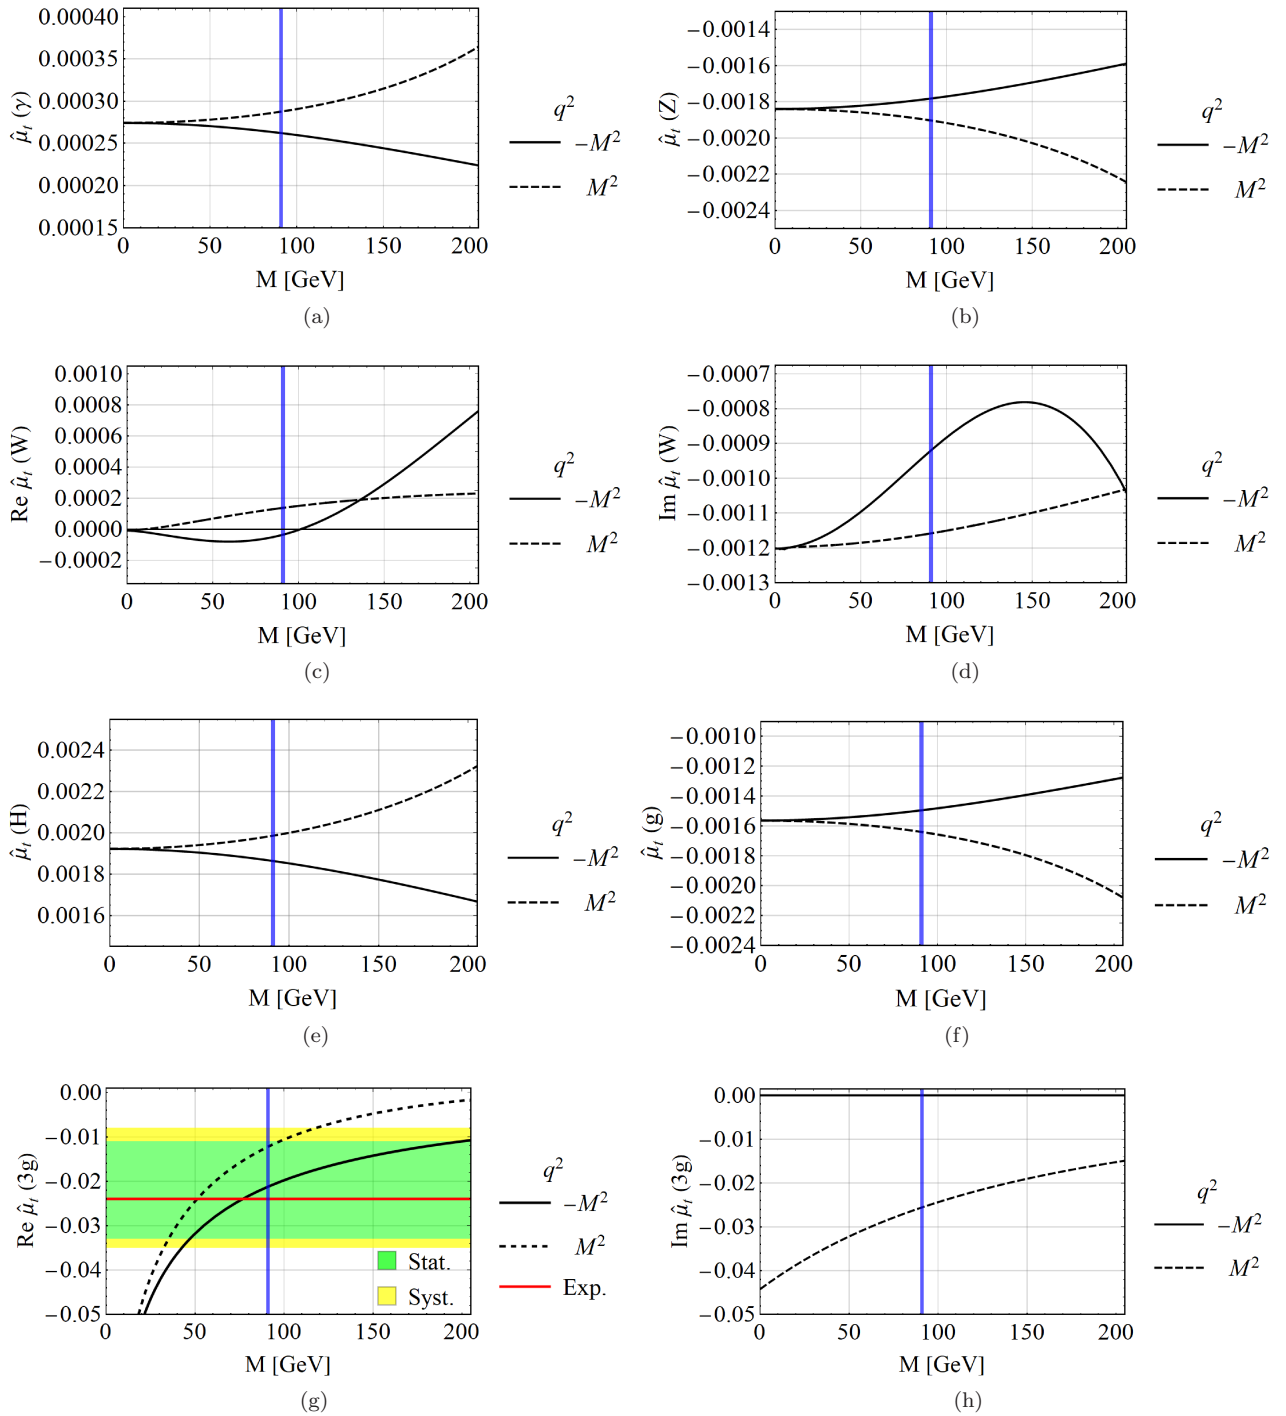 0.00040
0.00035
0.00030
0.00025
0.00020
0.00015
μ̂t (γ)
0 50 100 150 200
M [GeV]
q²
−M²
M²
(a)
−0.0014
−0.0016
−0.0018
−0.0020
−0.0022
−0.0024
μ̂t (Z)
0 50 100 150 200
M [GeV]
q²
−M²
M²
(b)
0.0010
0.0008
0.0006
0.0004
0.0002
0.0000
−0.0002
Re μ̂t (W)
0 50 100 150 200
M [GeV]
q²
−M²
M²
(c)
−0.0007
−0.0008
−0.0009
−0.0010
−0.0011
−0.0012
−0.0013
Im μ̂t (W)
0 50 100 150 200
M [GeV]
q²
−M²
M²
(d)
0.0024
0.0022
0.0020
0.0018
0.0016
μ̂t (H)
0 50 100 150 200
M [GeV]
q²
−M²
M²
(e)
−0.0010
−0.0012
−0.0014
−0.0016
−0.0018
−0.0020
−0.0022
−0.0024
μ̂t (g)
0 50 100 150 200
M [GeV]
q²
−M²
M²
(f)
0.00
−0.01
−0.02
−0.03
−0.04
−0.05
Re μ̂t (3g)
Stat.
Syst.
0 50 100 150 200
M [GeV]
q²
−M²
M²
Exp.
(g)
0.00
−0.01
−0.02
−0.03
−0.04
−0.05
Im μ̂t (3g)
0 50 100 150 200
M [GeV]
q²
−M²
M²
(h)